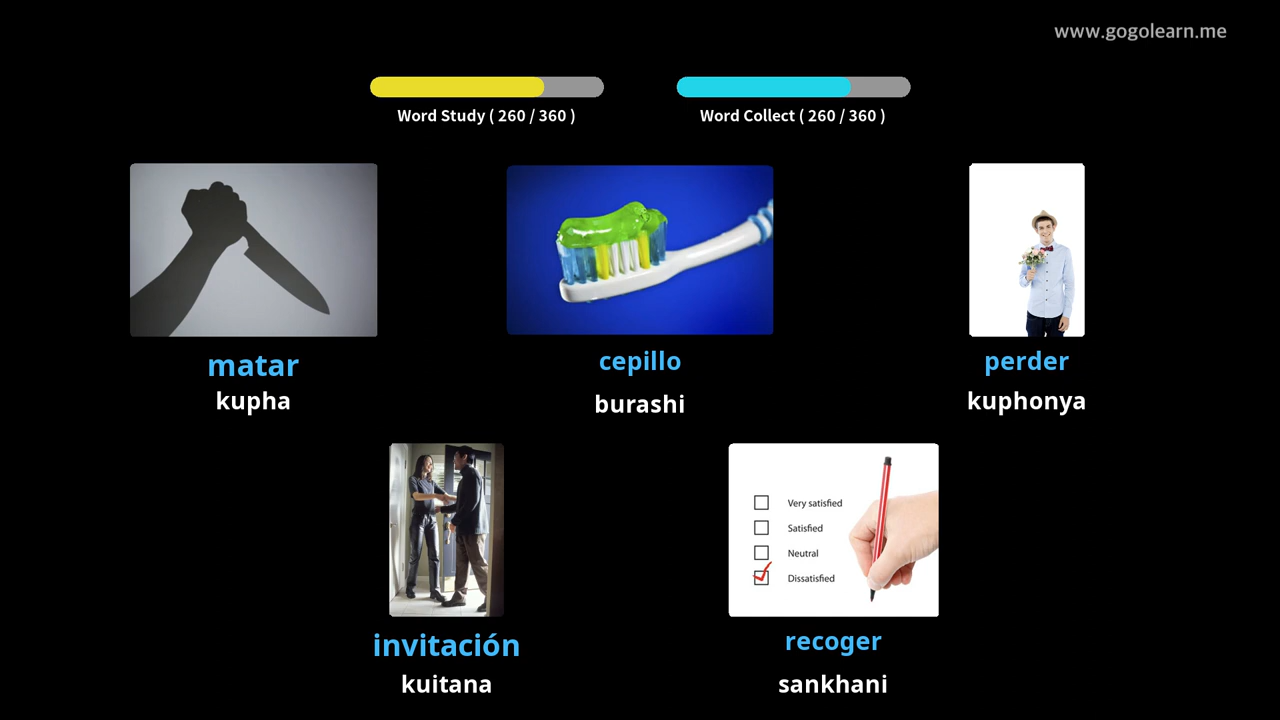 www.gogolearn.me
Word Study ( 260 / 360 )
Word Collect ( 260 / 360 )
matar
kupha
cepillo
burashi
perder
kuphonya
Very satisfied
Satisfied
Neutral
Dissatisfied
invitación
kuitana
recoger
sankhani